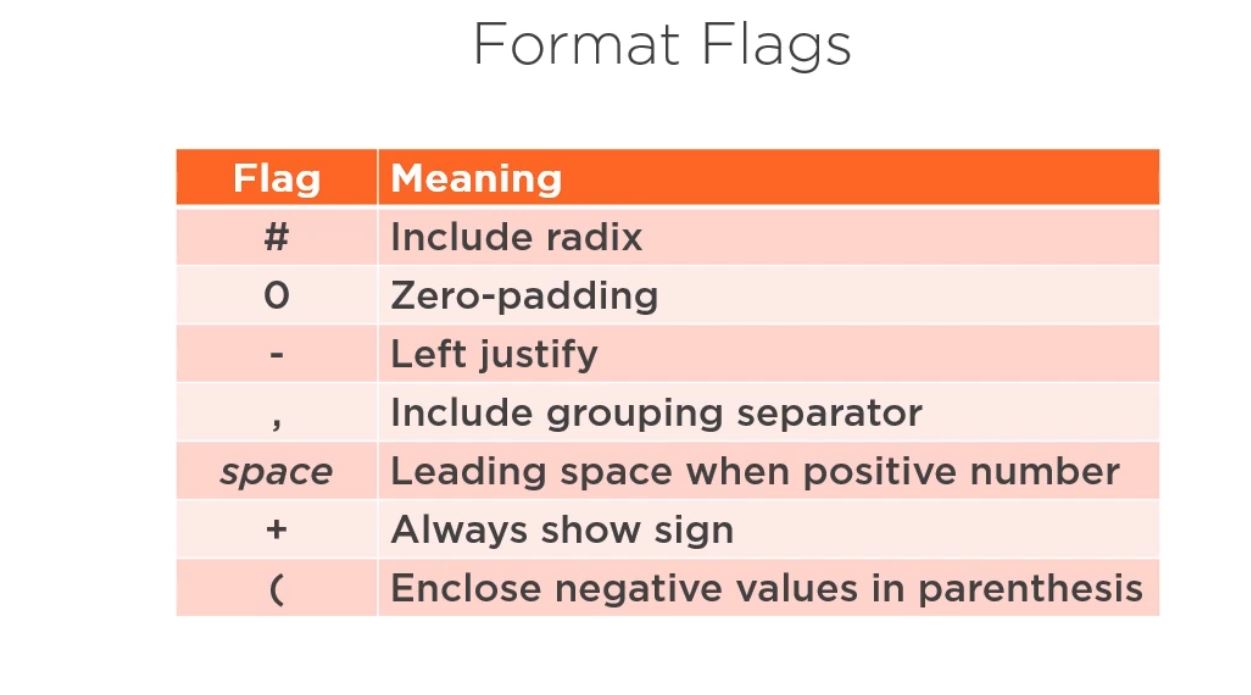 Format Flags
Flag Meaning
# Include radix
0 Zero-padding
- Left justify
, Include grouping separator
space Leading space when positive number
+ Always show sign
( Enclose negative values in parenthesis